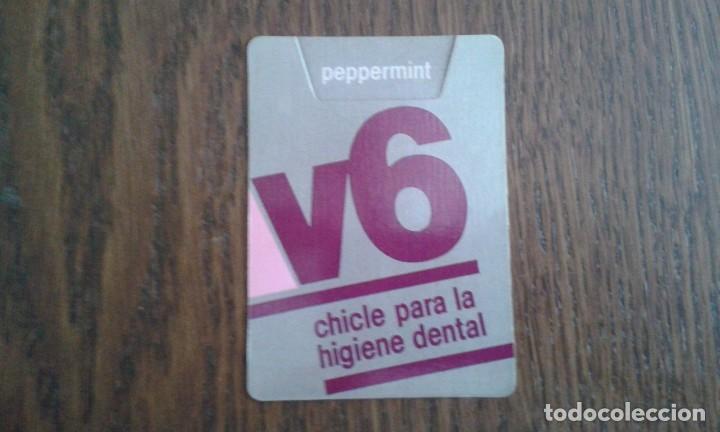 peppermint
v6
chicle para la
higiene dental
todocoleccion